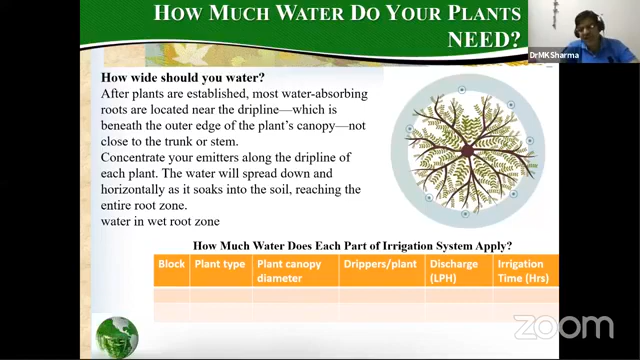 HOW MUCH WATER DO YOUR PLANTS
NEED?
DrMKSharma
How wide should you water?
After plants are established, most water-absorbing
roots are located near the dripline—which is
beneath the outer edge of the plant's canopy—not
close to the trunk or stem.
Concentrate your emitters along the dripline of
each plant. The water will spread down and
horizontally as it soaks into the soil, reaching the
entire root zone.
water in wet root zone
How Much Water Does Each Part of Irrigation System Apply?
Block Plant type Plant canopy diameter Drippers/plant Discharge (LPH) Irrigation Time (Hrs)
zoom